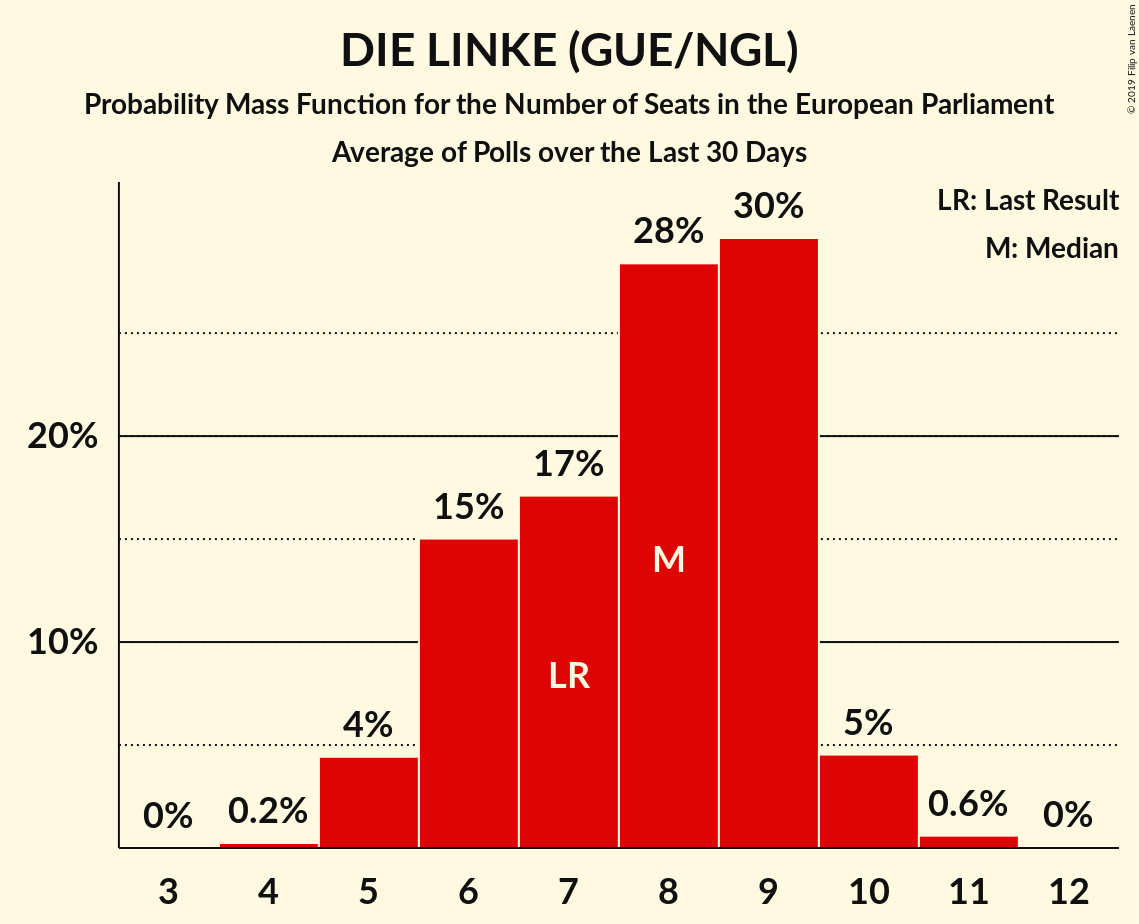 DIE LINKE (GUE/NGL)
Probability Mass Function for the Number of Seats in the European Parliament
Average of Polls over the Last 30 Days
© 2019 Filip van Laenen
LR: Last Result
M: Median
30%
28%
20%
17%
15%
M
10%
LR
4%
5%
0%
0.2%
0.6%
0%
3 4 5 6 7 8 9 10 11 12